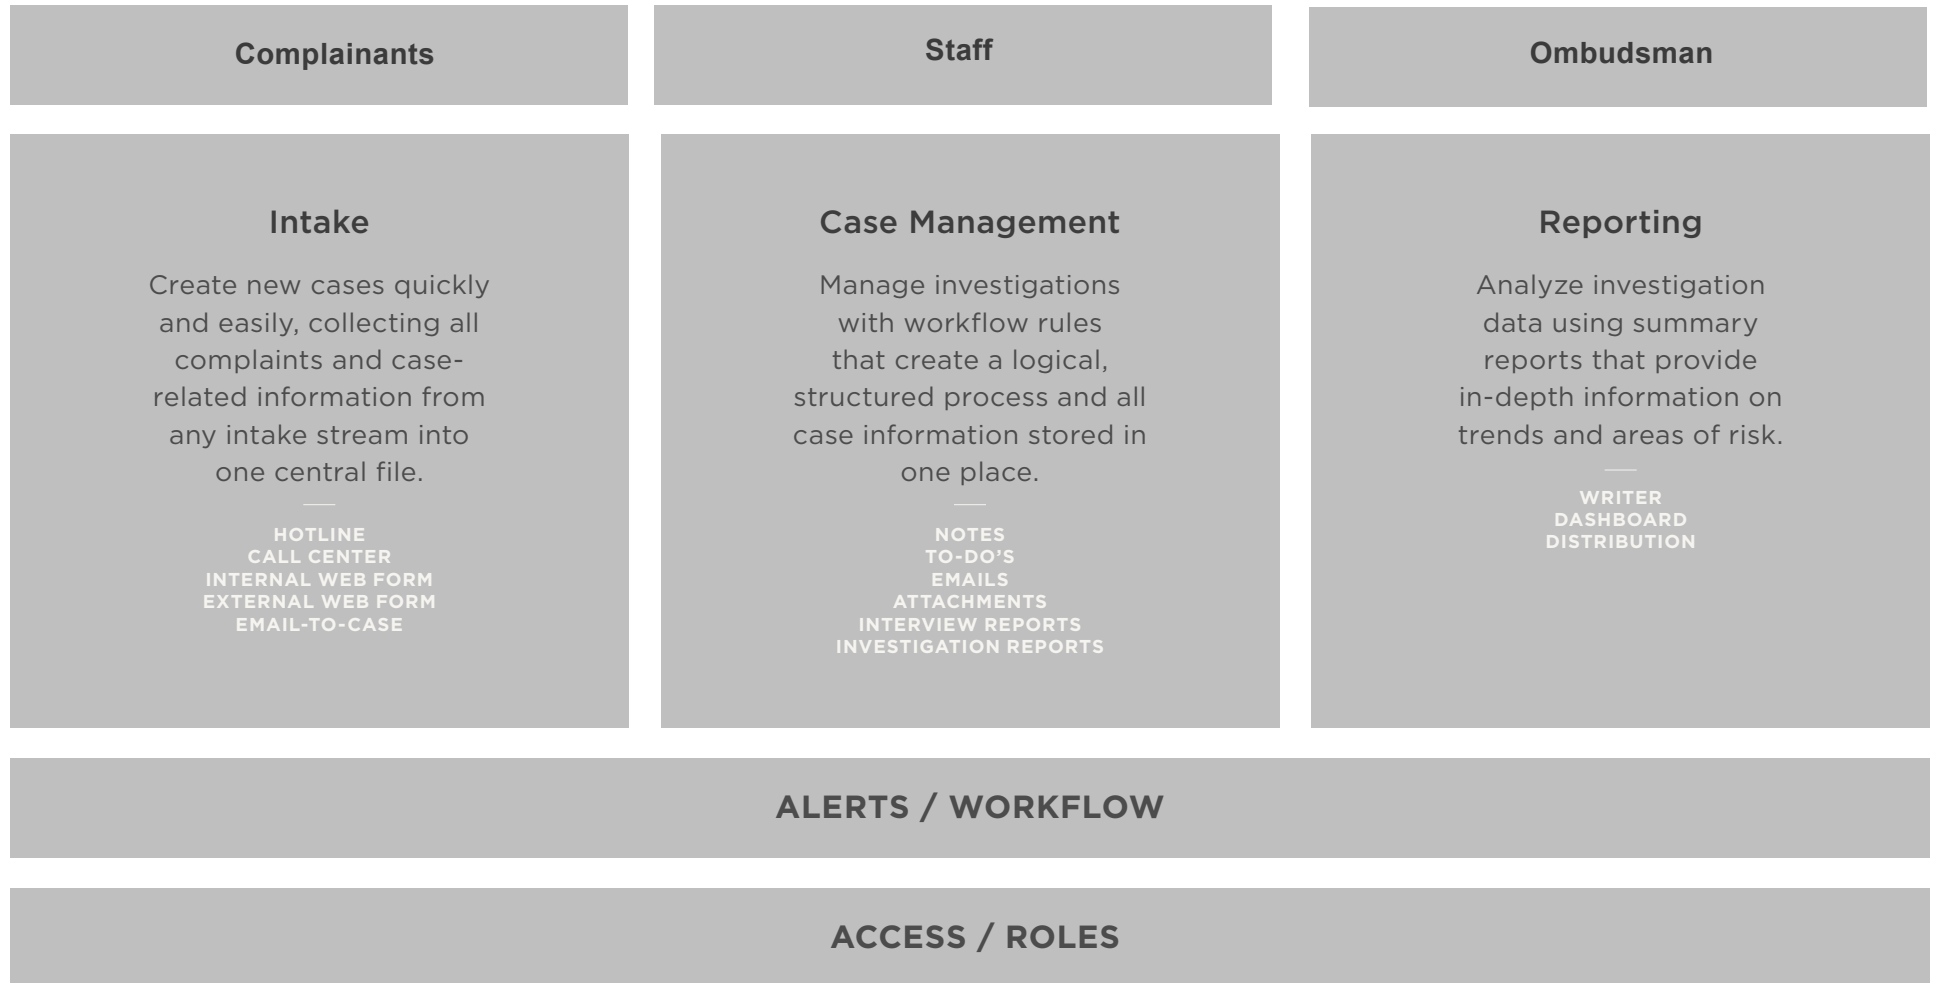 Complainants
Staff
Ombudsman
Intake
Create new cases quickly
and easily, collecting all
complaints and case-
related information from
any intake stream into
one central file.
HOTLINE
CALL CENTER
INTERNAL WEB FORM
EXTERNAL WEB FORM
EMAIL-TO-CASE
Case Management
Manage investigations
with workflow rules
that create a logical,
structured process and all
case information stored in
one place.
NOTES
TO-DO’S
EMAILS
ATTACHMENTS
INTERVIEW REPORTS
INVESTIGATION REPORTS
Reporting
Analyze investigation
data using summary
reports that provide
in-depth information on
trends and areas of risk.
WRITER
DASHBOARD
DISTRIBUTION
ALERTS / WORKFLOW
ACCESS / ROLES